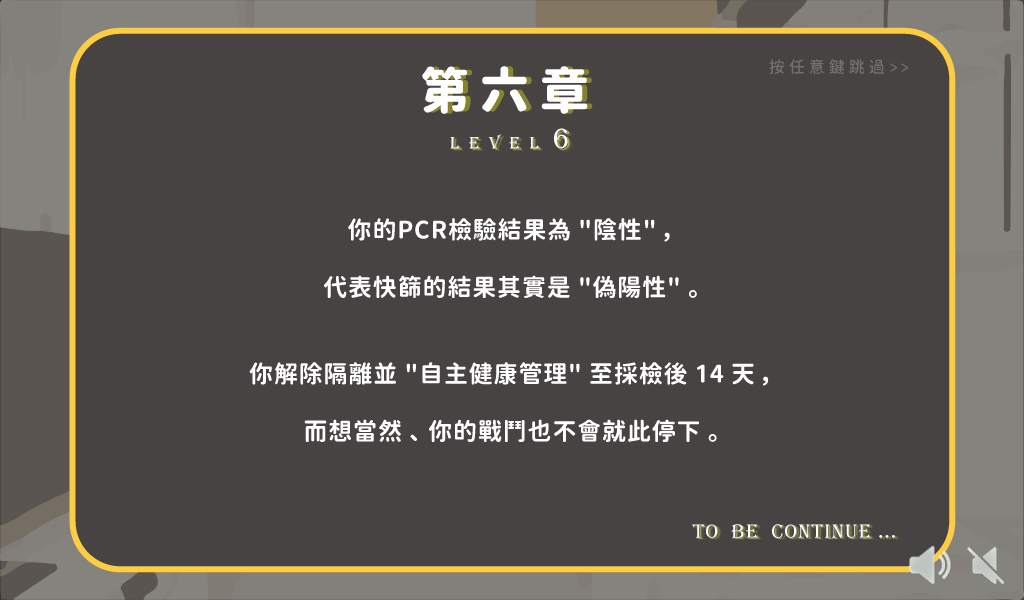 按任意鍵跳過>>
第六章
LEVEL 6
你的PCR檢驗結果為 "陰性" ,
代表快篩的結果其實是 "偽陽性" 。
你解除隔離並 "自主健康管理" 至採檢後 14 天 ,
而想當然、你的戰鬥也不會就此停下 。
TO BE CONTINUE ...